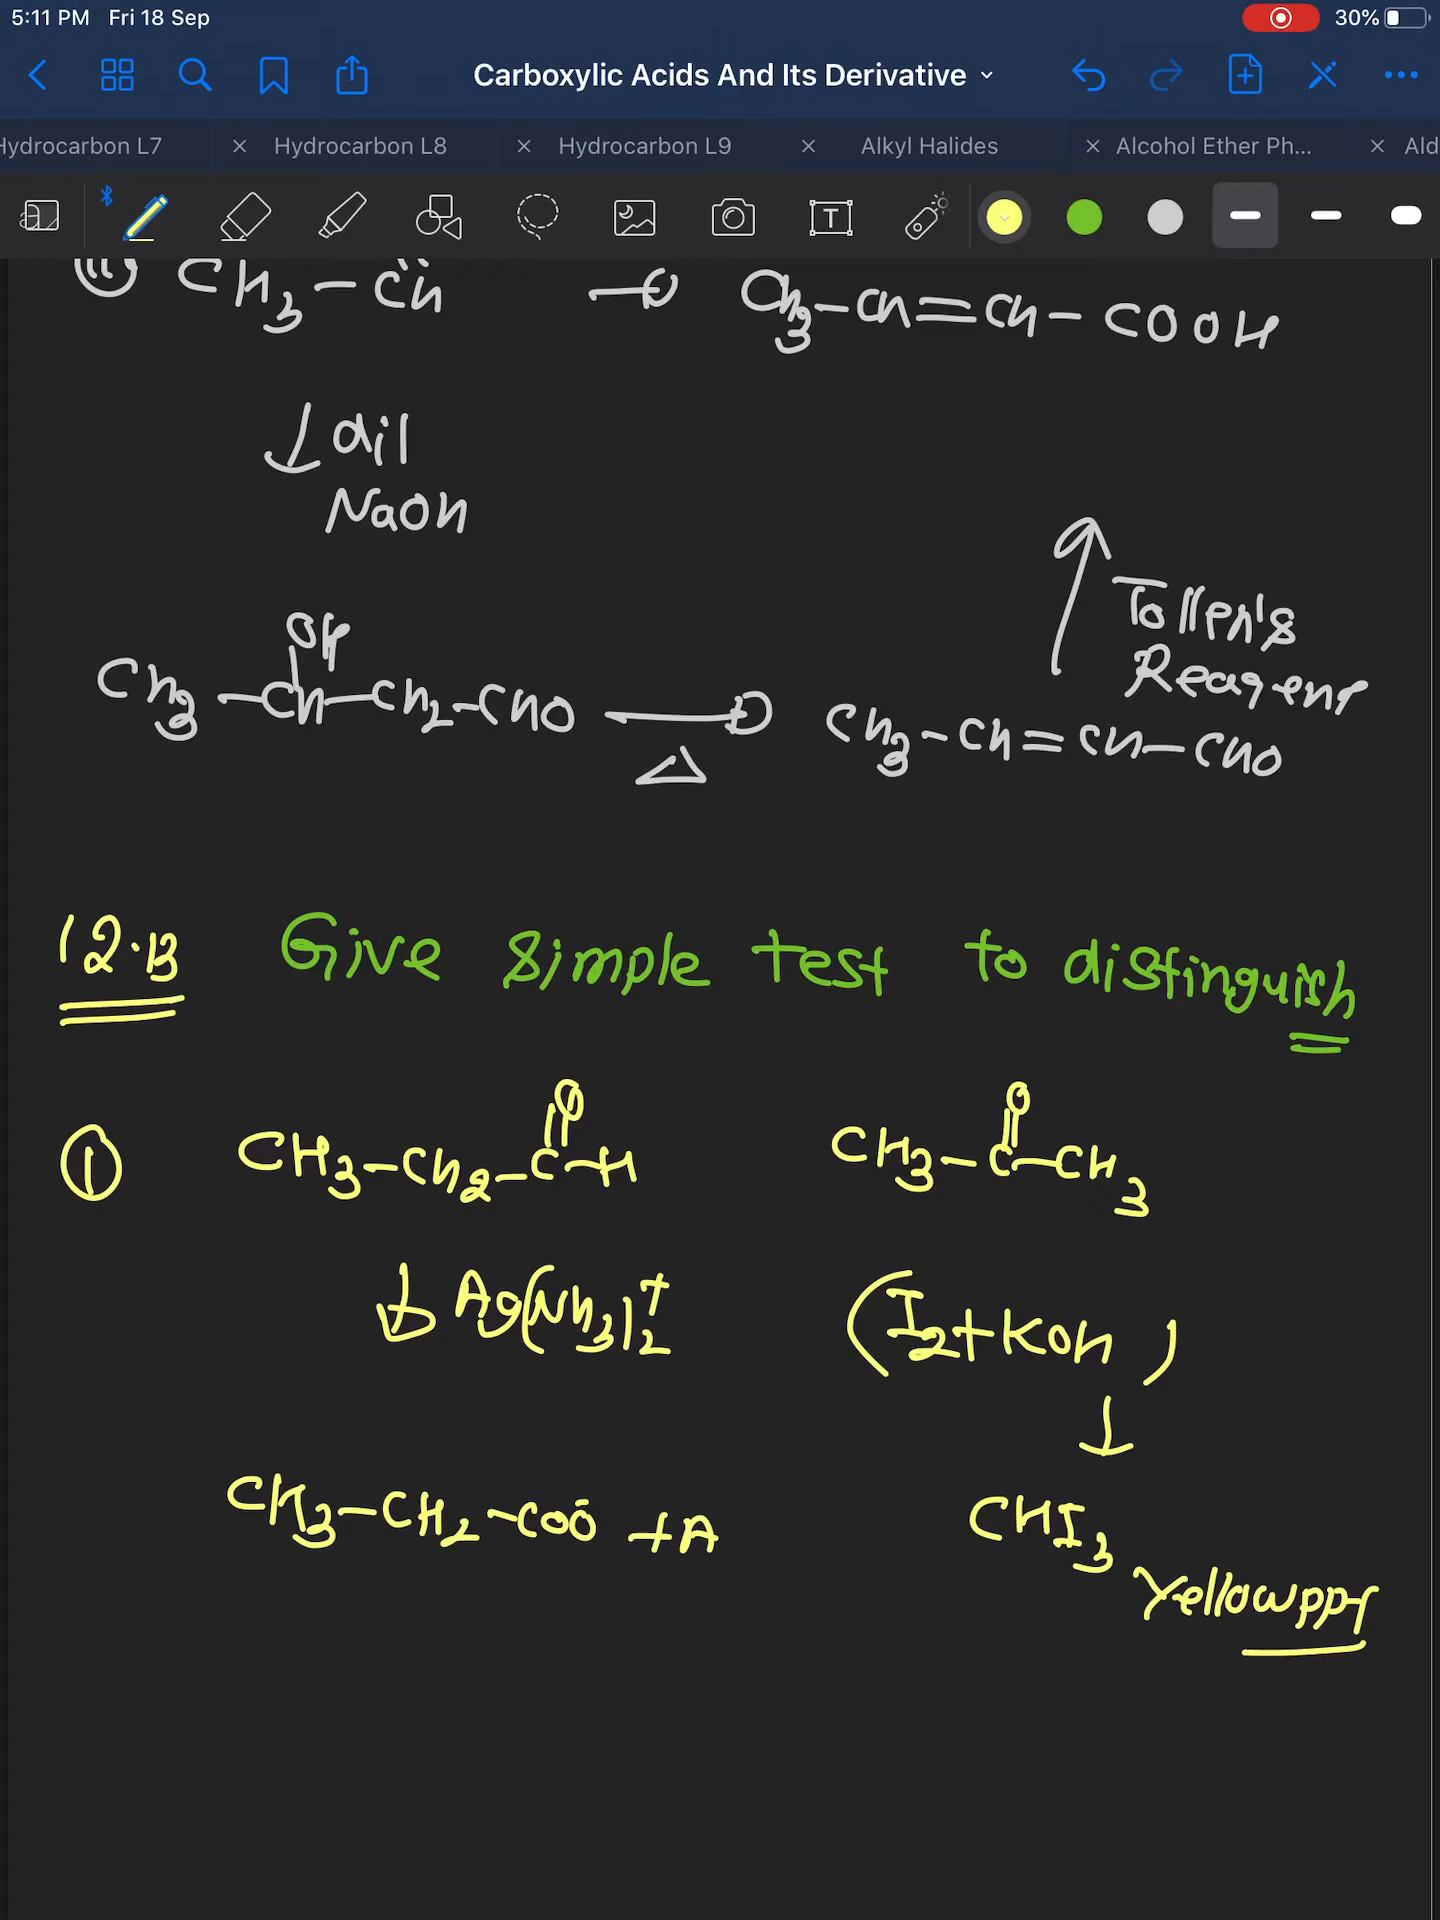 5:11 PM Fri 18 Sep 30%
Carboxylic Acids And Its Derivative
Hydrocarbon L7 × Hydrocarbon L8 × Hydrocarbon L9 × Alkyl Halides × Alcohol Ether Ph... × Ald
a T
(iii) CH3-CH → CH3-CH=CH-COOH
↓ dil
NaOH
Tollen's
Reagent
OH
CH3-CH-CH2-CHO → CH3-CH=CH-CHO
Δ
12.13 Give simple test to distinguish
O O
① CH3-CH2-C-H CH3-C-CH3
↓ Ag(NH3)2+ (I2+KOH)
↓
CH3-CH2-COO- + A CHI3
Yellow ppt